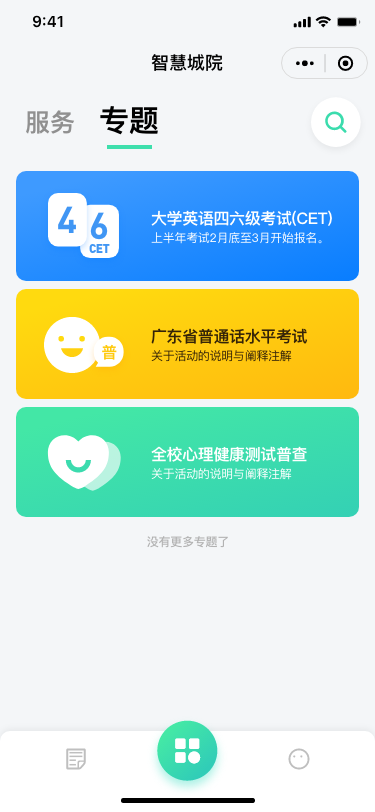 9:41
智慧城院
服务
专题
4
6
CET
大学英语四六级考试(CET)
上半年考试2月底至3月开始报名。
普
广东省普通话水平考试
关于活动的说明与阐释注解
全校心理健康测试普查
关于活动的说明与阐释注解
没有更多专题了